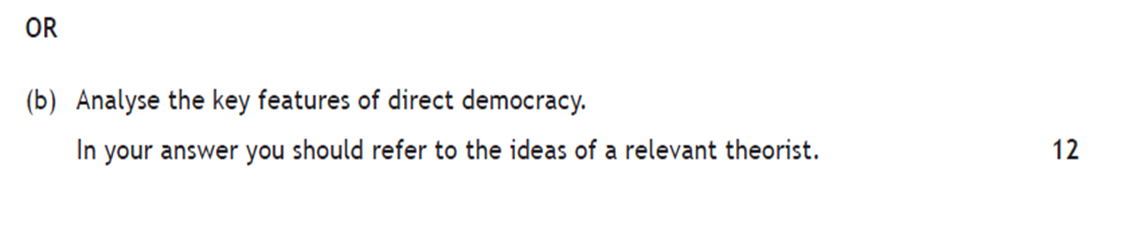 OR
(b) Analyse the key features of direct democracy.
In your answer you should refer to the ideas of a relevant theorist. 12